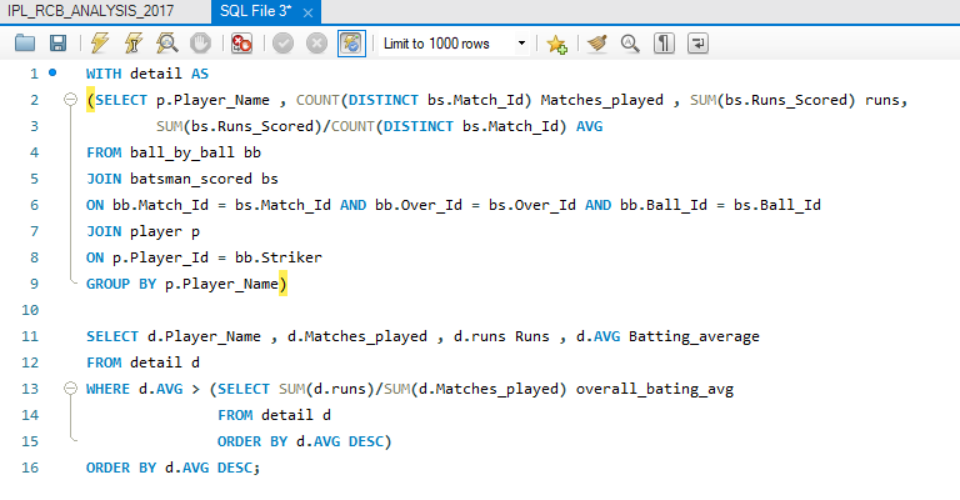 IPL_RCB_ANALYSIS_2017 SQL File 3* ×
Limit to 1000 rows
1 WITH detail AS
2 (SELECT p.Player_Name , COUNT(DISTINCT bs.Match_Id) Matches_played , SUM(bs.Runs_Scored) runs,
3 SUM(bs.Runs_Scored)/COUNT(DISTINCT bs.Match_Id) AVG
4 FROM ball_by_ball bb
5 JOIN batsman_scored bs
6 ON bb.Match_Id = bs.Match_Id AND bb.Over_Id = bs.Over_Id AND bb.Ball_Id = bs.Ball_Id
7 JOIN player p
8 ON p.Player_Id = bb.Striker
9 GROUP BY p.Player_Name)
10
11 SELECT d.Player_Name , d.Matches_played , d.runs Runs , d.AVG Batting_average
12 FROM detail d
13 WHERE d.AVG > (SELECT SUM(d.runs)/SUM(d.Matches_played) overall_bating_avg
14 FROM detail d
15 ORDER BY d.AVG DESC)
16 ORDER BY d.AVG DESC;